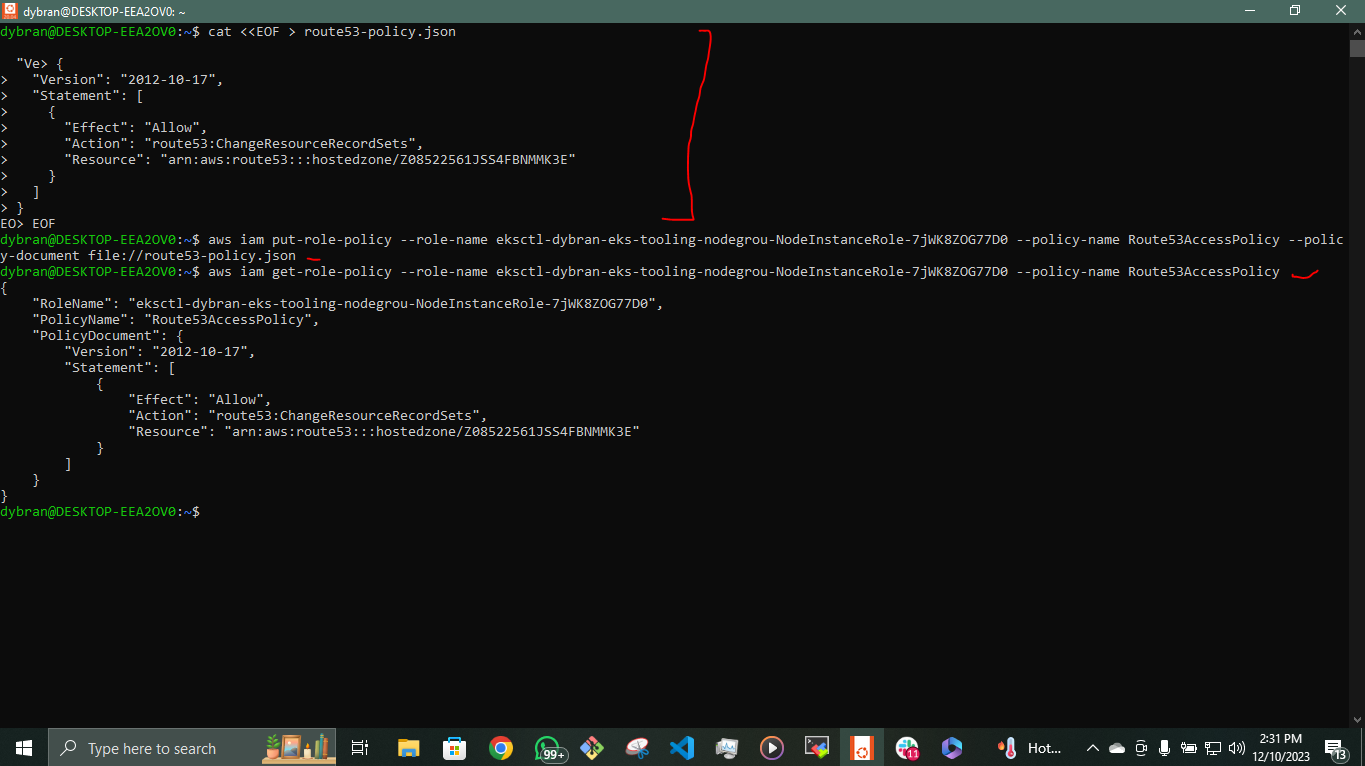 dybran@DESKTOP-EEA2OV0: ~
dybran@DESKTOP-EEA2OV0:~$ cat <<EOF > route53-policy.json
  "Ve> {
>   "Version": "2012-10-17",
>   "Statement": [
>     {
>       "Effect": "Allow",
>       "Action": "route53:ChangeResourceRecordSets",
>       "Resource": "arn:aws:route53:::hostedzone/Z08522561JSS4FBNMMK3E"
>     }
>   ]
> }
EO> EOF
dybran@DESKTOP-EEA2OV0:~$ aws iam put-role-policy --role-name eksctl-dybran-eks-tooling-nodegrou-NodeInstanceRole-7jWK8ZOG77D0 --policy-name Route53AccessPolicy --polic
y-document file://route53-policy.json
dybran@DESKTOP-EEA2OV0:~$ aws iam get-role-policy --role-name eksctl-dybran-eks-tooling-nodegrou-NodeInstanceRole-7jWK8ZOG77D0 --policy-name Route53AccessPolicy
{
    "RoleName": "eksctl-dybran-eks-tooling-nodegrou-NodeInstanceRole-7jWK8ZOG77D0",
    "PolicyName": "Route53AccessPolicy",
    "PolicyDocument": {
        "Version": "2012-10-17",
        "Statement": [
            {
                "Effect": "Allow",
                "Action": "route53:ChangeResourceRecordSets",
                "Resource": "arn:aws:route53:::hostedzone/Z08522561JSS4FBNMMK3E"
            }
        ]
    }
}
dybran@DESKTOP-EEA2OV0:~$
Type here to search
99+
11
Hot...
2:31 PM
12/10/2023
13